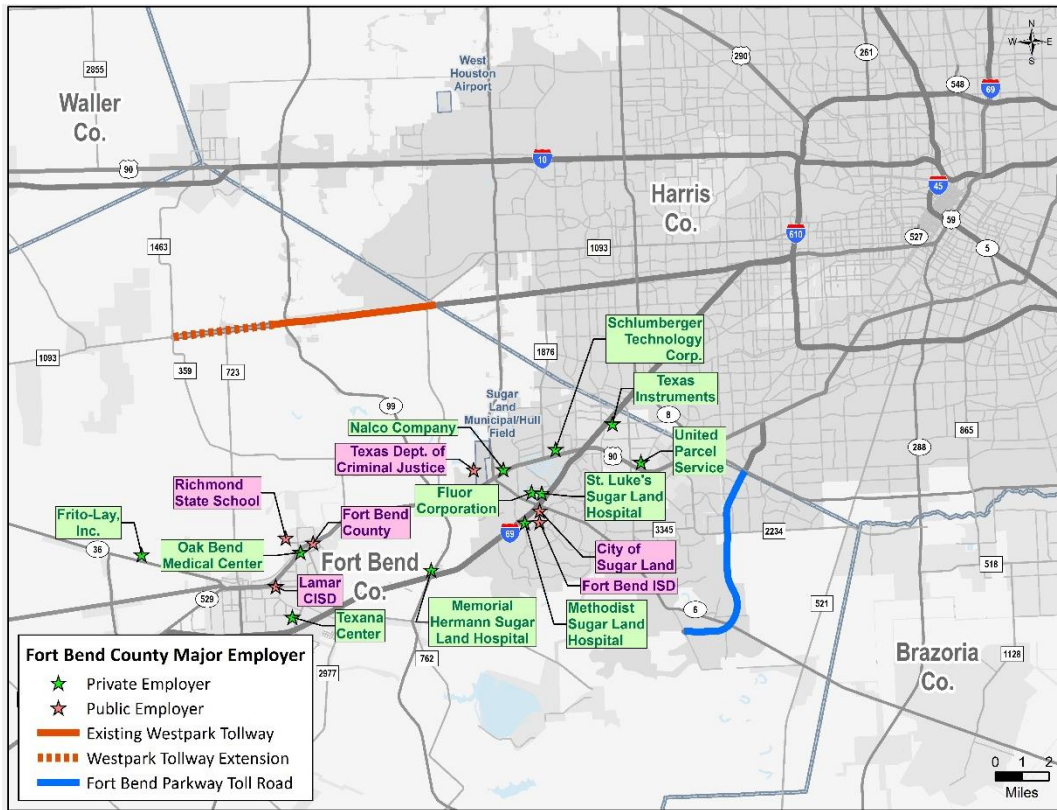 N
W E
S
290
261
548
69
2855
West
Houston
Airport
Waller
Co.
90
10
Harris
Co.
45
59
610
527
5
1463
1093
1093
359
723
99
1876
Schlumberger
Technology
Corp.
Texas
Instruments
8
Sugar
Land
Municipal/Hull
Field
Nalco Company
Texas Dept. of
Criminal Justice
90
United
Parcel
Service
865
288
Richmond
State School
Fluor
Corporation
St. Luke's
Sugar Land
Hospital
Frito-Lay,
Inc.
36
Oak Bend
Medical Center
Fort Bend
County
69
3345
2234
City of
Sugar Land
Fort Bend
Co.
Lamar
CISD
529
Fort Bend ISD
518
521
6
Texana
Center
Memorial
Hermann Sugar
Land Hospital
Methodist
Sugar Land
Hospital
762
2977
Brazoria
Co.
1128
Fort Bend County Major Employer
Private Employer
Public Employer
Existing Westpark Tollway
Westpark Tollway Extension
Fort Bend Parkway Toll Road
0 1 2
Miles